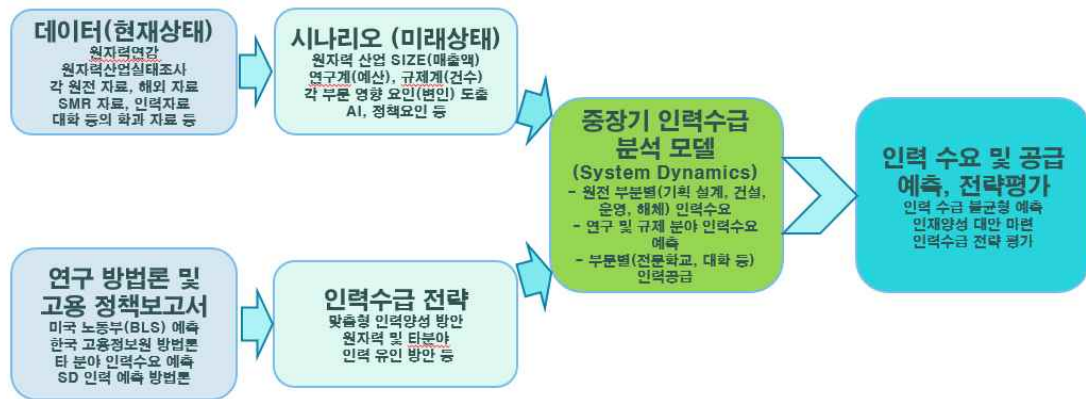 데이터(현재상태)
원자력연감
원자력산업실태조사
각 원전 자료, 해외 자료
SMR 자료, 인력자료
대학 등의 학과 자료 등
시나리오 (미래상태)
원자력 산업 SIZE(매출액)
연구계(예산), 규제계(건수)
각 부문 영향 요인(변인) 도출
AI, 정책요인 등
연구 방법론 및
고용 정책보고서
미국 노동부(BLS) 예측
한국 고용정보원 방법론
타 분야 인력수요 예측
SD 인력 예측 방법론
인력수급 전략
맞춤형 인력양성 방안
원자력 및 타분야
인력 유인 방안 등
중장기 인력수급
분석 모델
(System Dynamics)
- 원전 부분별(기획 설계, 건설,
운영, 해체) 인력수요
- 연구 및 규제 분야 인력수요
예측
- 부문별(전문학교, 대학 등)
인력공급
인력 수요 및 공급
예측, 전략평가
인력 수급 불균형 예측
인재양성 대안 마련
인력수급 전략 평가